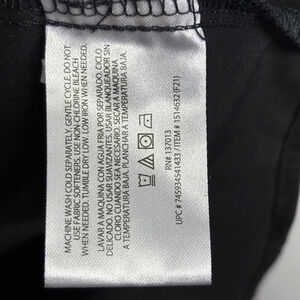 MACHINE WASH COLD SEPARATELY, GENTLE CYCLE. DO NOT
USE FABRIC SOFTENERS. USE NON-CHLORINE BLEACH
WHEN NEEDED. TUMBLE DRY LOW. LOW IRON WHEN NEEDED.
LAVAR A MAQUINA CON AGUA FRIA POR SEPARADO CICLO
DELICADO. NO USAR SUAVIZANTES. USAR BLANQUEADOR SIN
CLORO CUANDO SEA NECESARIO. SECAR A MAQUINA
A TEMPERATURA BAJA. PLANCHAR A TEMPERATURA BAJA.
RN# 137013
UPC # 745934541433 / ITEM # 1514632 (F21)